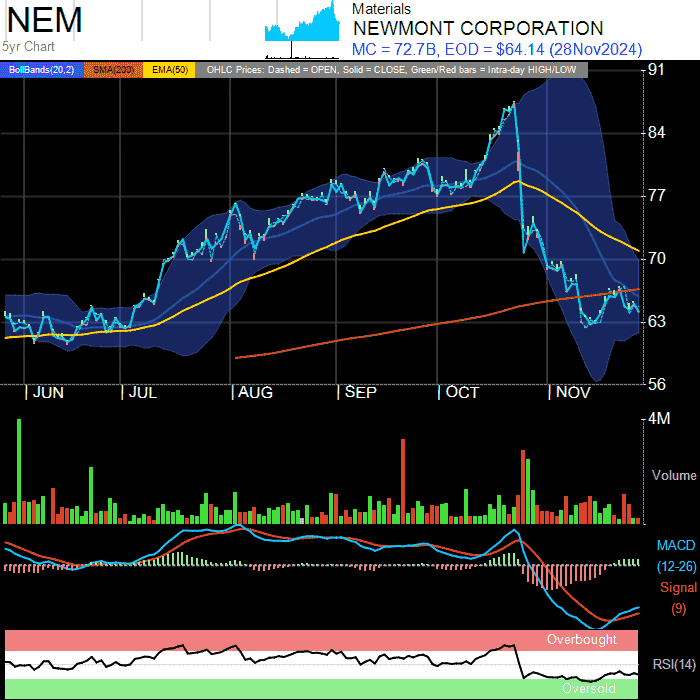 NEM
5yr Chart
Materials
NEWMONT CORPORATION
MC = 72.7B, EOD = $64.14 (28Nov2024)
BollBands(20,2) SMA(200) EMA(50) OHLC Prices: Dashed = OPEN, Solid = CLOSE, Green/Red bars = Intra-day HIGH/LOW
91
84
77
70
63
56
JUN JUL AUG SEP OCT NOV
4M
Volume
MACD
(12-26)
Signal
(9)
Overbought
RSI(14)
Oversold